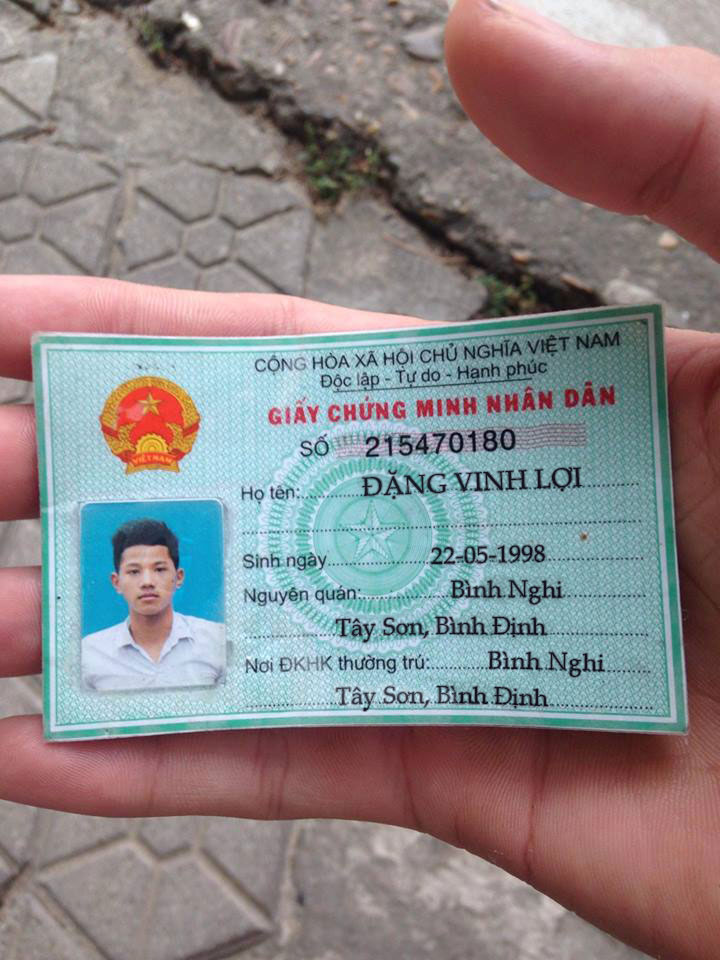 CỘNG HÒA XÃ HỘI CHỦ NGHĨA VIỆT NAM
Độc lập - Tự do - Hạnh phúc
GIẤY CHỨNG MINH NHÂN DÂN
SỐ 215470180
Họ tên: ĐẶNG VINH LỢI
Sinh ngày 22-05-1998
Nguyên quán: Bình Nghi
Tây Sơn, Bình Định
Nơi ĐKHK thường trú: Bình Nghi
Tây Sơn, Bình Định
VIỆT NAM